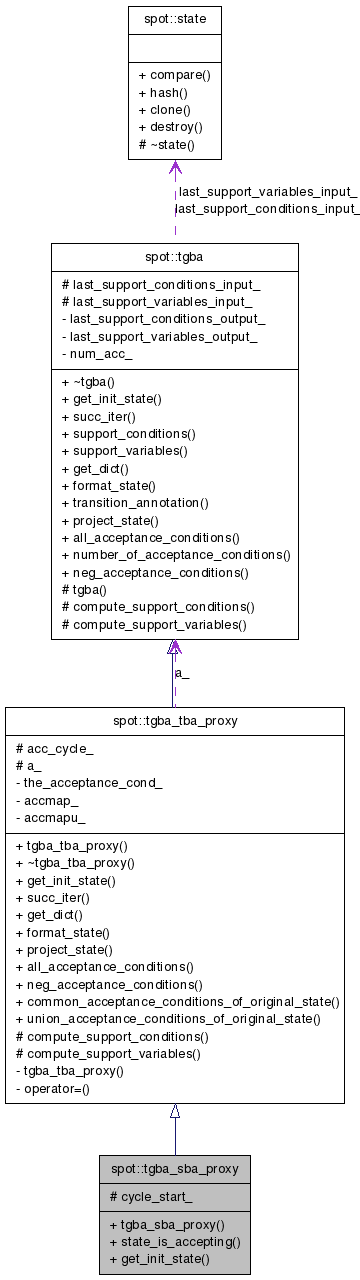 spot::state
+ compare()
+ hash()
+ clone()
+ destroy()
# ~state()
last_support_variables_input_
last_support_conditions_input_
spot::tgba
# last_support_conditions_input_
# last_support_variables_input_
- last_support_conditions_output_
- last_support_variables_output_
- num_acc_
+ ~tgba()
+ get_init_state()
+ succ_iter()
+ support_conditions()
+ support_variables()
+ get_dict()
+ format_state()
+ transition_annotation()
+ project_state()
+ all_acceptance_conditions()
+ number_of_acceptance_conditions()
+ neg_acceptance_conditions()
# tgba()
# compute_support_conditions()
# compute_support_variables()
a_
spot::tgba_tba_proxy
# acc_cycle_
# a_
- the_acceptance_cond_
- accmap_
- accmapu_
+ tgba_tba_proxy()
+ ~tgba_tba_proxy()
+ get_init_state()
+ succ_iter()
+ get_dict()
+ format_state()
+ project_state()
+ all_acceptance_conditions()
+ neg_acceptance_conditions()
+ common_acceptance_conditions_of_original_state()
+ union_acceptance_conditions_of_original_state()
# compute_support_conditions()
# compute_support_variables()
- tgba_tba_proxy()
- operator=()
spot::tgba_sba_proxy
# cycle_start_
+ tgba_sba_proxy()
+ state_is_accepting()
+ get_init_state()